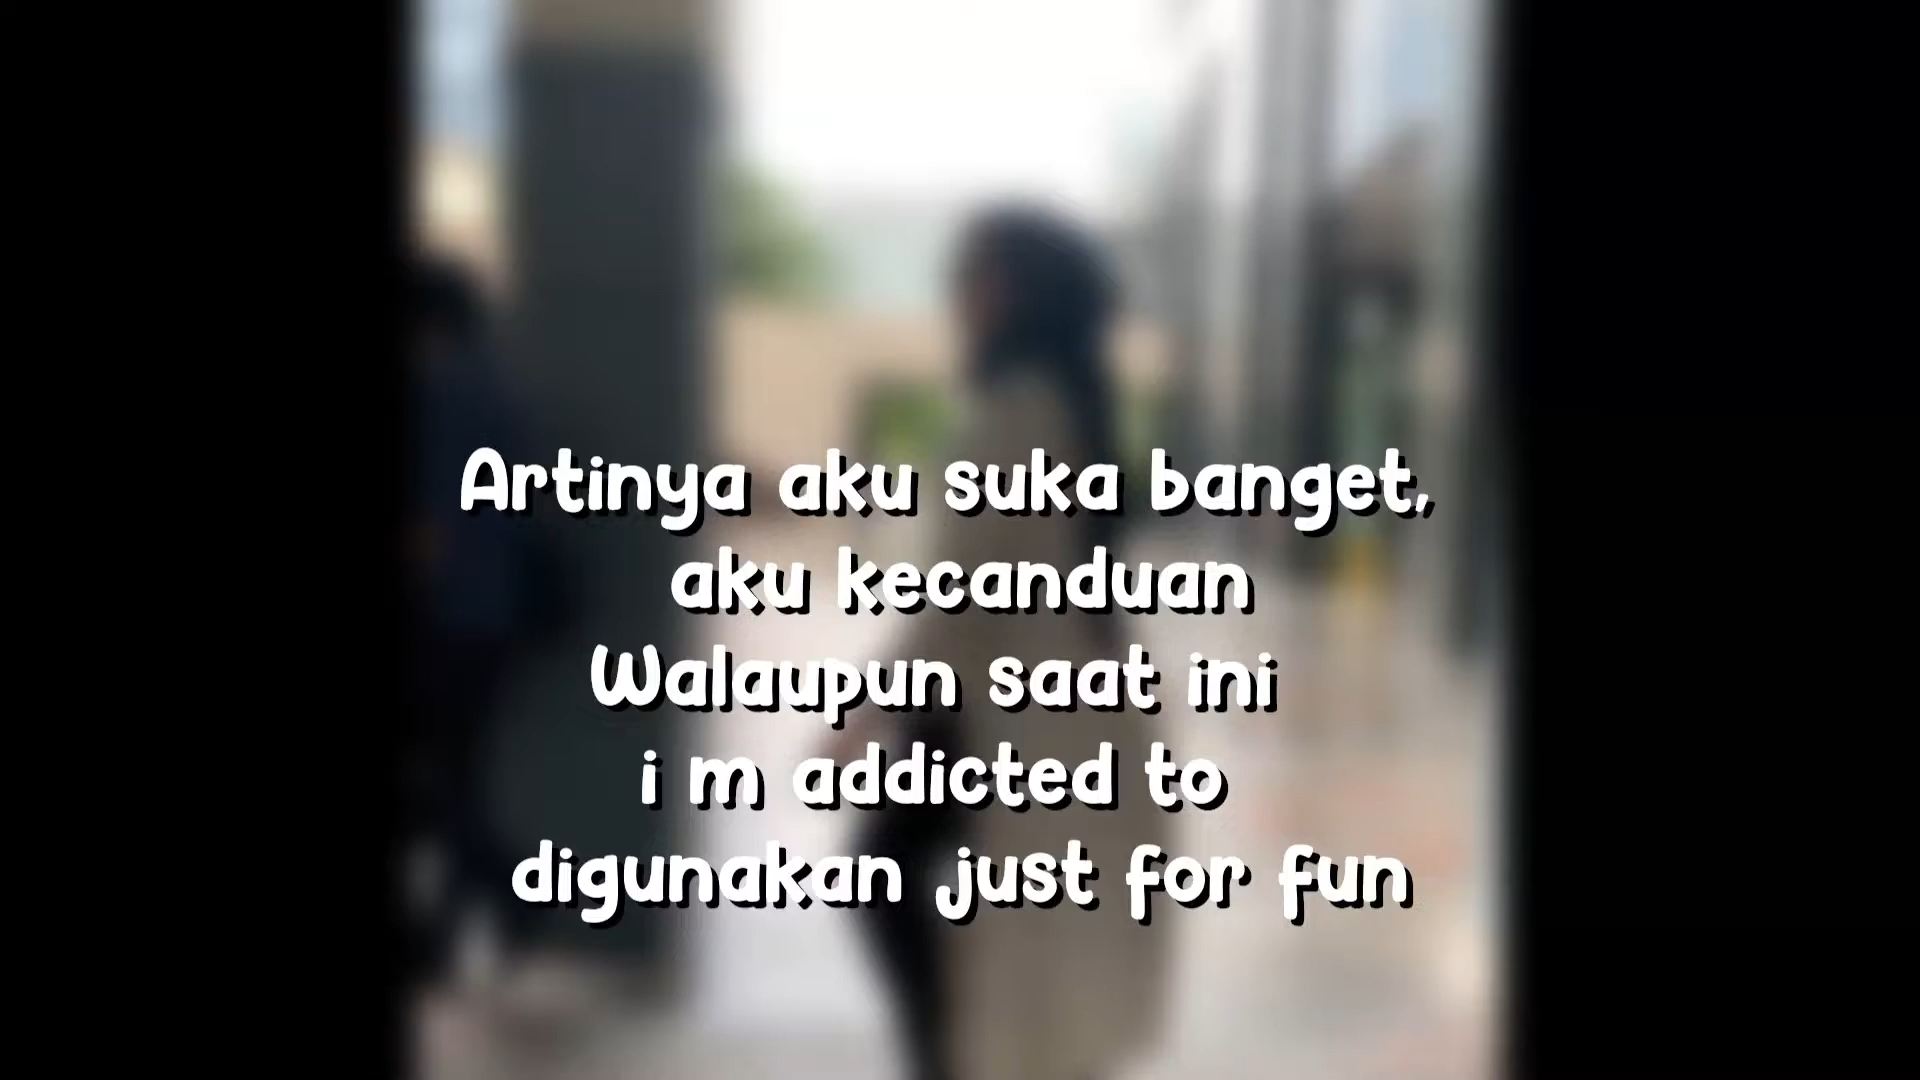 Artinya aku suka banget,
aku kecanduan
Walaupun saat ini
i m addicted to
digunakan just for fun